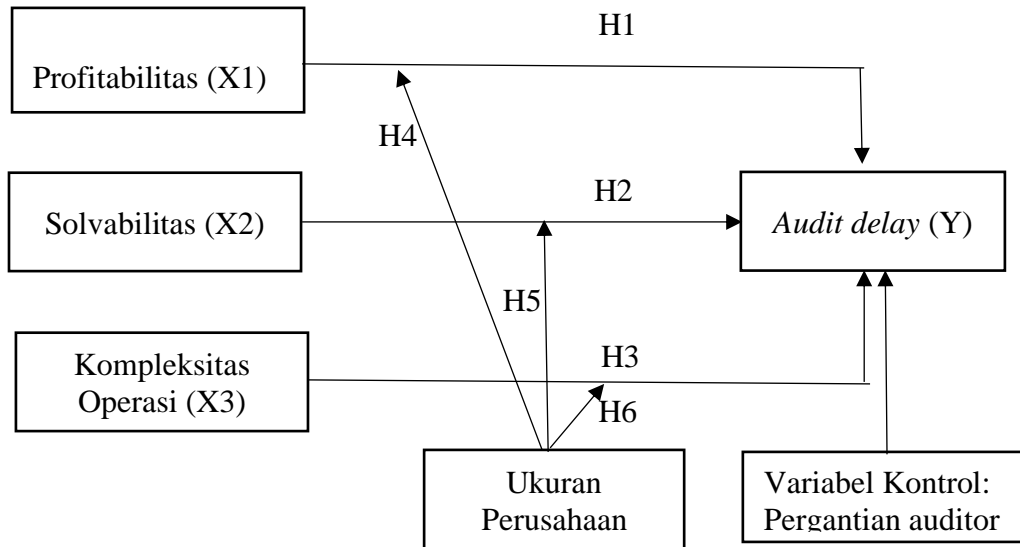 H1
Profitabilitas (X1)
H4
H2
Solvabilitas (X2)
Audit delay (Y)
H5
H3
Kompleksitas
Operasi (X3)
H6
Ukuran
Perusahaan
Variabel Kontrol:
Pergantian auditor